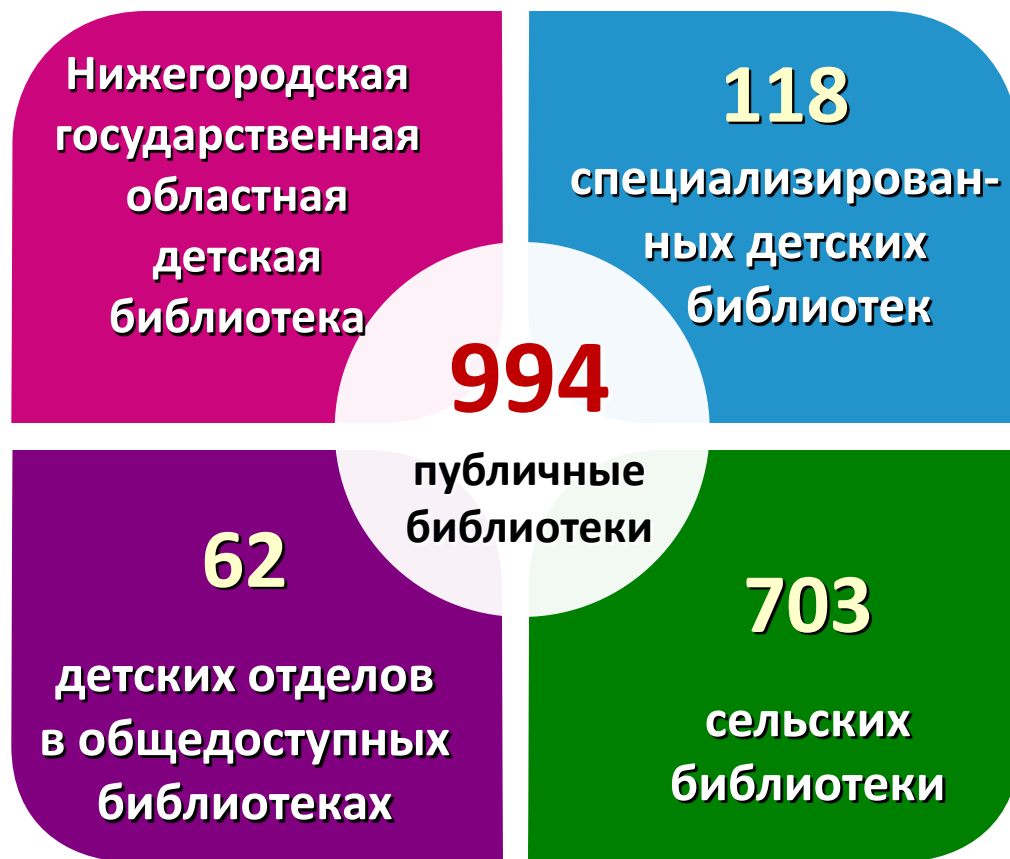 Нижегородская
государственная
областная
детская
библиотека
118
специализирован-
ных детских
библиотек
994
публичные
библиотеки
62
детских отделов
в общедоступных
библиотеках
703
сельских
библиотеки